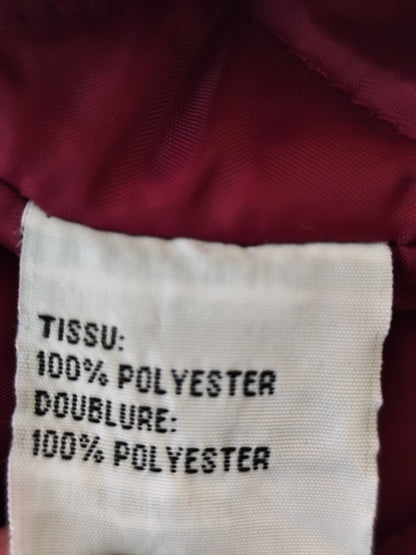 TISSU:
100% POLYESTER
DOUBLURE:
100% POLYESTER